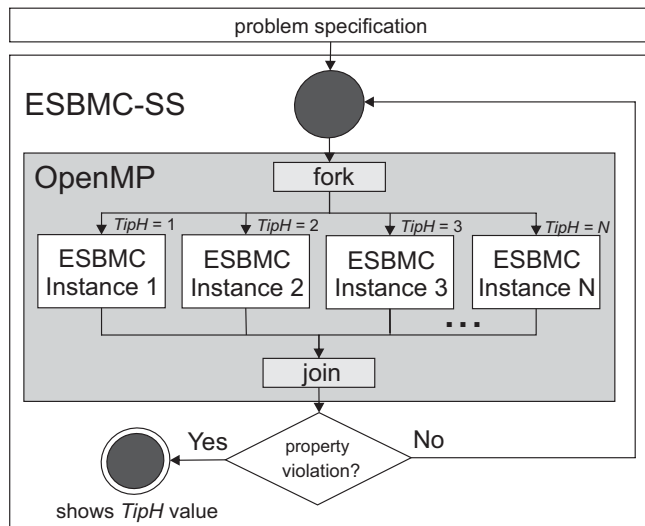 problem specification
ESBMC-SS
OpenMP
fork
TipH = 1
TipH = 2
TipH = 3
TipH = N
ESBMC
Instance 1
ESBMC
Instance 2
ESBMC
Instance 3
ESBMC
Instance N
...
join
Yes
property
violation?
No
shows TipH value